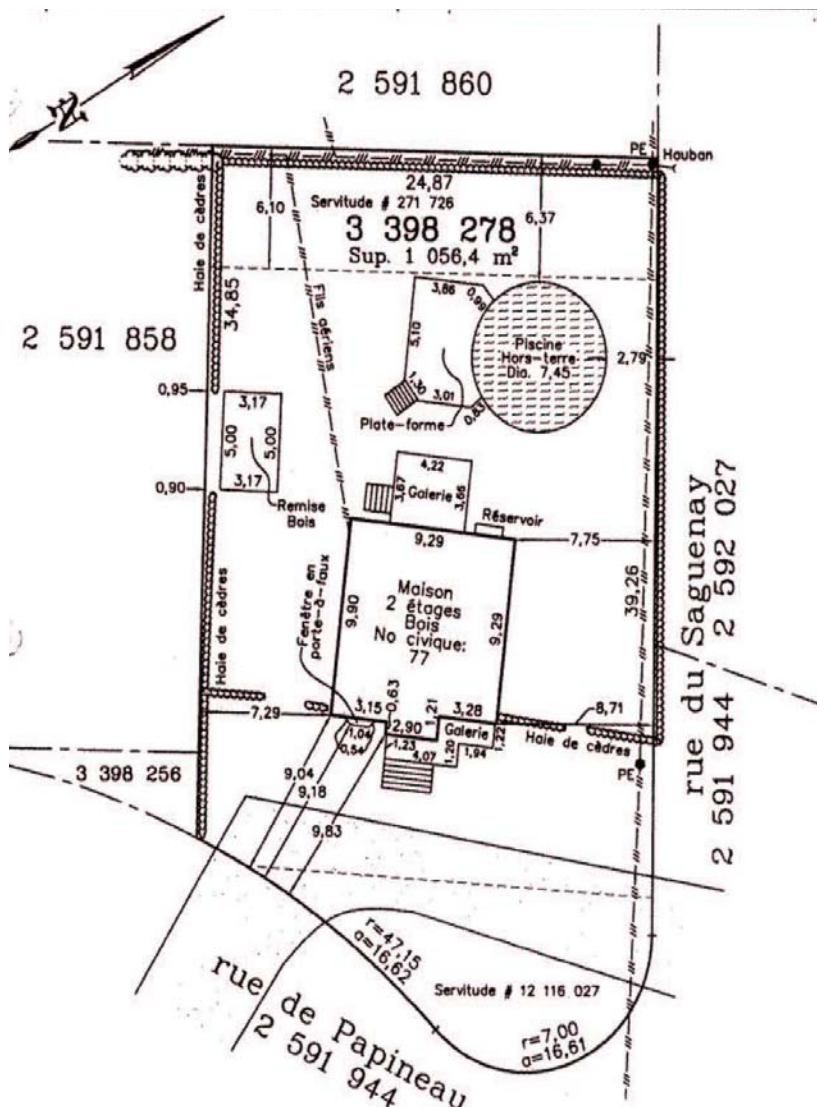 N
2 591 860
PE
Hauban
24,87
Servitude # 271 726
6,10
6,37
3 398 278
Sup. 1 056,4 m²
Haie de cèdres
34,85
Fils aériens
2 591 858
3,86
0,99
5,10
Piscine
Hors-terre
Dia. 7,45
2,79
1,30
3,01
0,83
Plate-forme
0,95
3,17
5,00
5,00
3,17
0,90
Remise
Bois
4,22
3,67
Galerie
3,66
Réservoir
9,29
7,75
Fenêtre en
porte-à-faux
9,90
Maison
2 étages
Bois
No civique:
77
9,29
39,26
rue du Saguenay
2 591 944 2 592 027
Haie de cèdres
7,29
3,15
0,63
2,90
1,21
3,28
Galerie
1,22
8,71
Haie de cèdres
1,04
0,54
1,23
4,07
1,20
1,94
PE
3 398 256
9,04
9,18
9,83
r=47,15
a=16,62
Servitude # 12 116 027
r=7,00
a=16,61
rue de Papineau
2 591 944